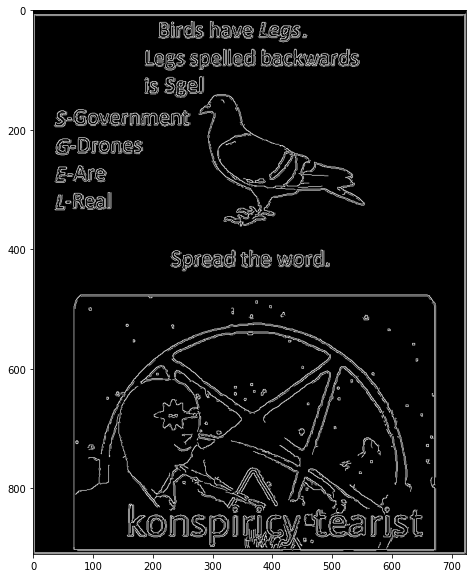 Birds have Legs.
Legs spelled backwards
is Sgel
S-Government
G-Drones
E-Are
L-Real
Spread the word.
konspiricy tearist
0
200
400
600
800
0 100 200 300 400 500 600 700